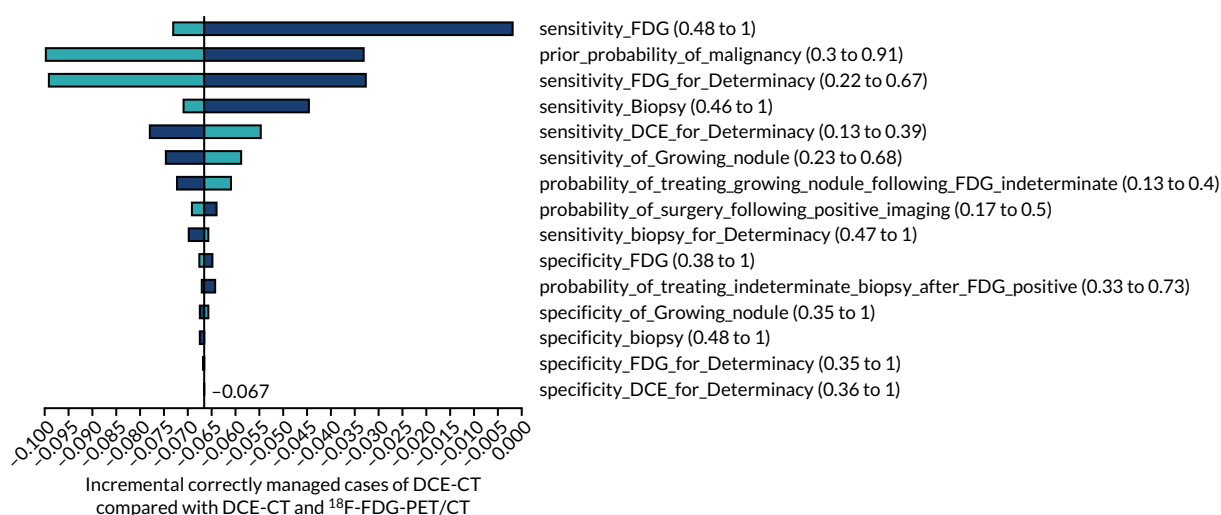 sensitivity_FDG (0.48 to 1)
prior_probability_of_malignancy (0.3 to 0.91)
sensitivity_FDG_for_Determinacy (0.22 to 0.67)
sensitivity_Biopsy (0.46 to 1)
sensitivity_DCE_for_Determinacy (0.13 to 0.39)
sensitivity_of_Growing_nodule (0.23 to 0.68)
probability_of_treating_growing_nodule_following_FDG_indeterminate (0.13 to 0.4)
probability_of_surgery_following_positive_imaging (0.17 to 0.5)
sensitivity_biopsy_for_Determinacy (0.47 to 1)
specificity_FDG (0.38 to 1)
probability_of_treating_indeterminate_biopsy_after_FDG_positive (0.33 to 0.73)
specificity_of_Growing_nodule (0.35 to 1)
specificity_biopsy (0.48 to 1)
specificity_FDG_for_Determinacy (0.35 to 1)
−0.067 specificity_DCE_for_Determinacy (0.36 to 1)
−0.100 −0.095 −0.090 −0.085 −0.080 −0.075 −0.070 −0.065 −0.060 −0.055 −0.050 −0.045 −0.040 −0.035 −0.030 −0.025 −0.020 −0.015 −0.010 −0.005 0.000
Incremental correctly managed cases of DCE-CT
compared with DCE-CT and ¹⁸F-FDG-PET/CT